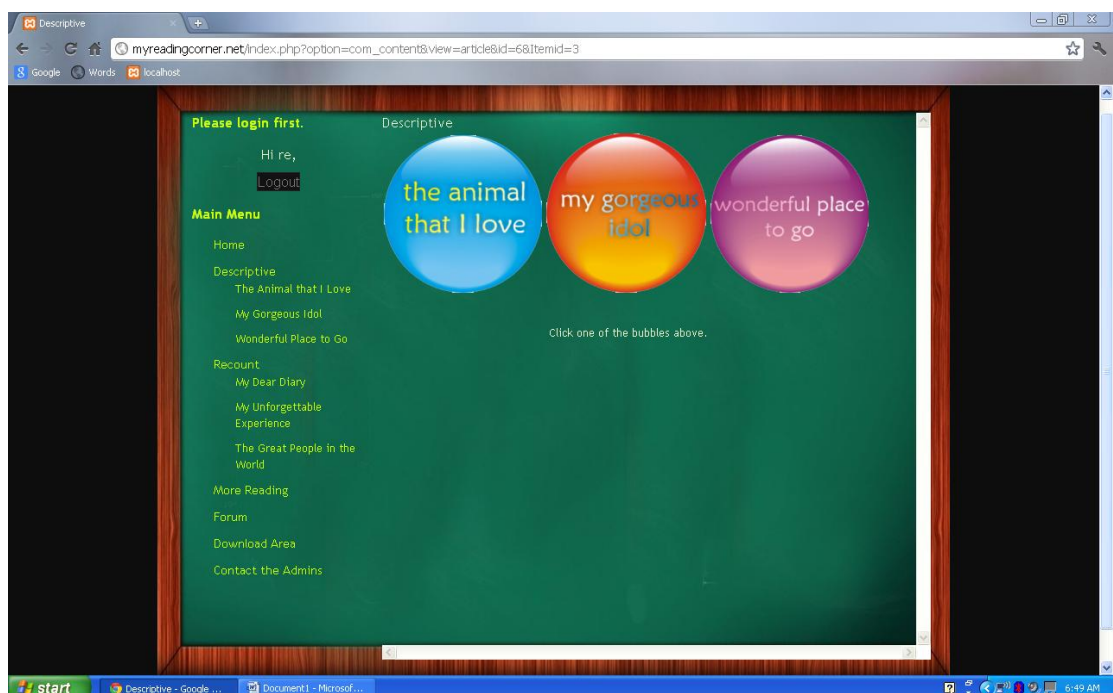 Descriptive
myreadingcorner.net/index.php?option=com_content&view=article&id=6&Itemid=3
Google Words localhost
Please login first.
Hi re,
Logout
Main Menu
Home
Descriptive
The Animal that I Love
My Gorgeous Idol
Wonderful Place to Go
Recount
My Dear Diary
My Unforgettable
Experience
The Great People in the
World
More Reading
Forum
Download Area
Contact the Admins
Descriptive
the animal
that I love
my gorgeous
idol
wonderful place
to go
Click one of the bubbles above.
start
Descriptive - Google ...
Document1 - Microsof...
6:49 AM